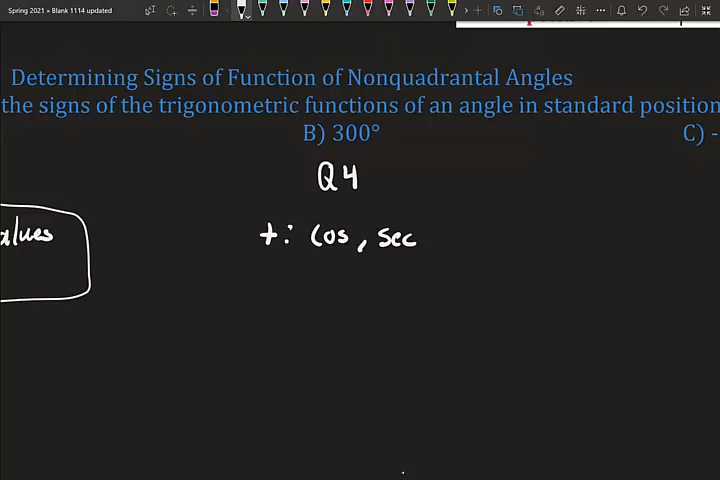 Spring 2021 » Blank 1114 updated
Determining Signs of Function of Nonquadrantal Angles
the signs of the trigonometric functions of an angle in standard position
B) 300°
C) -
Q4
alues
+: cos, sec